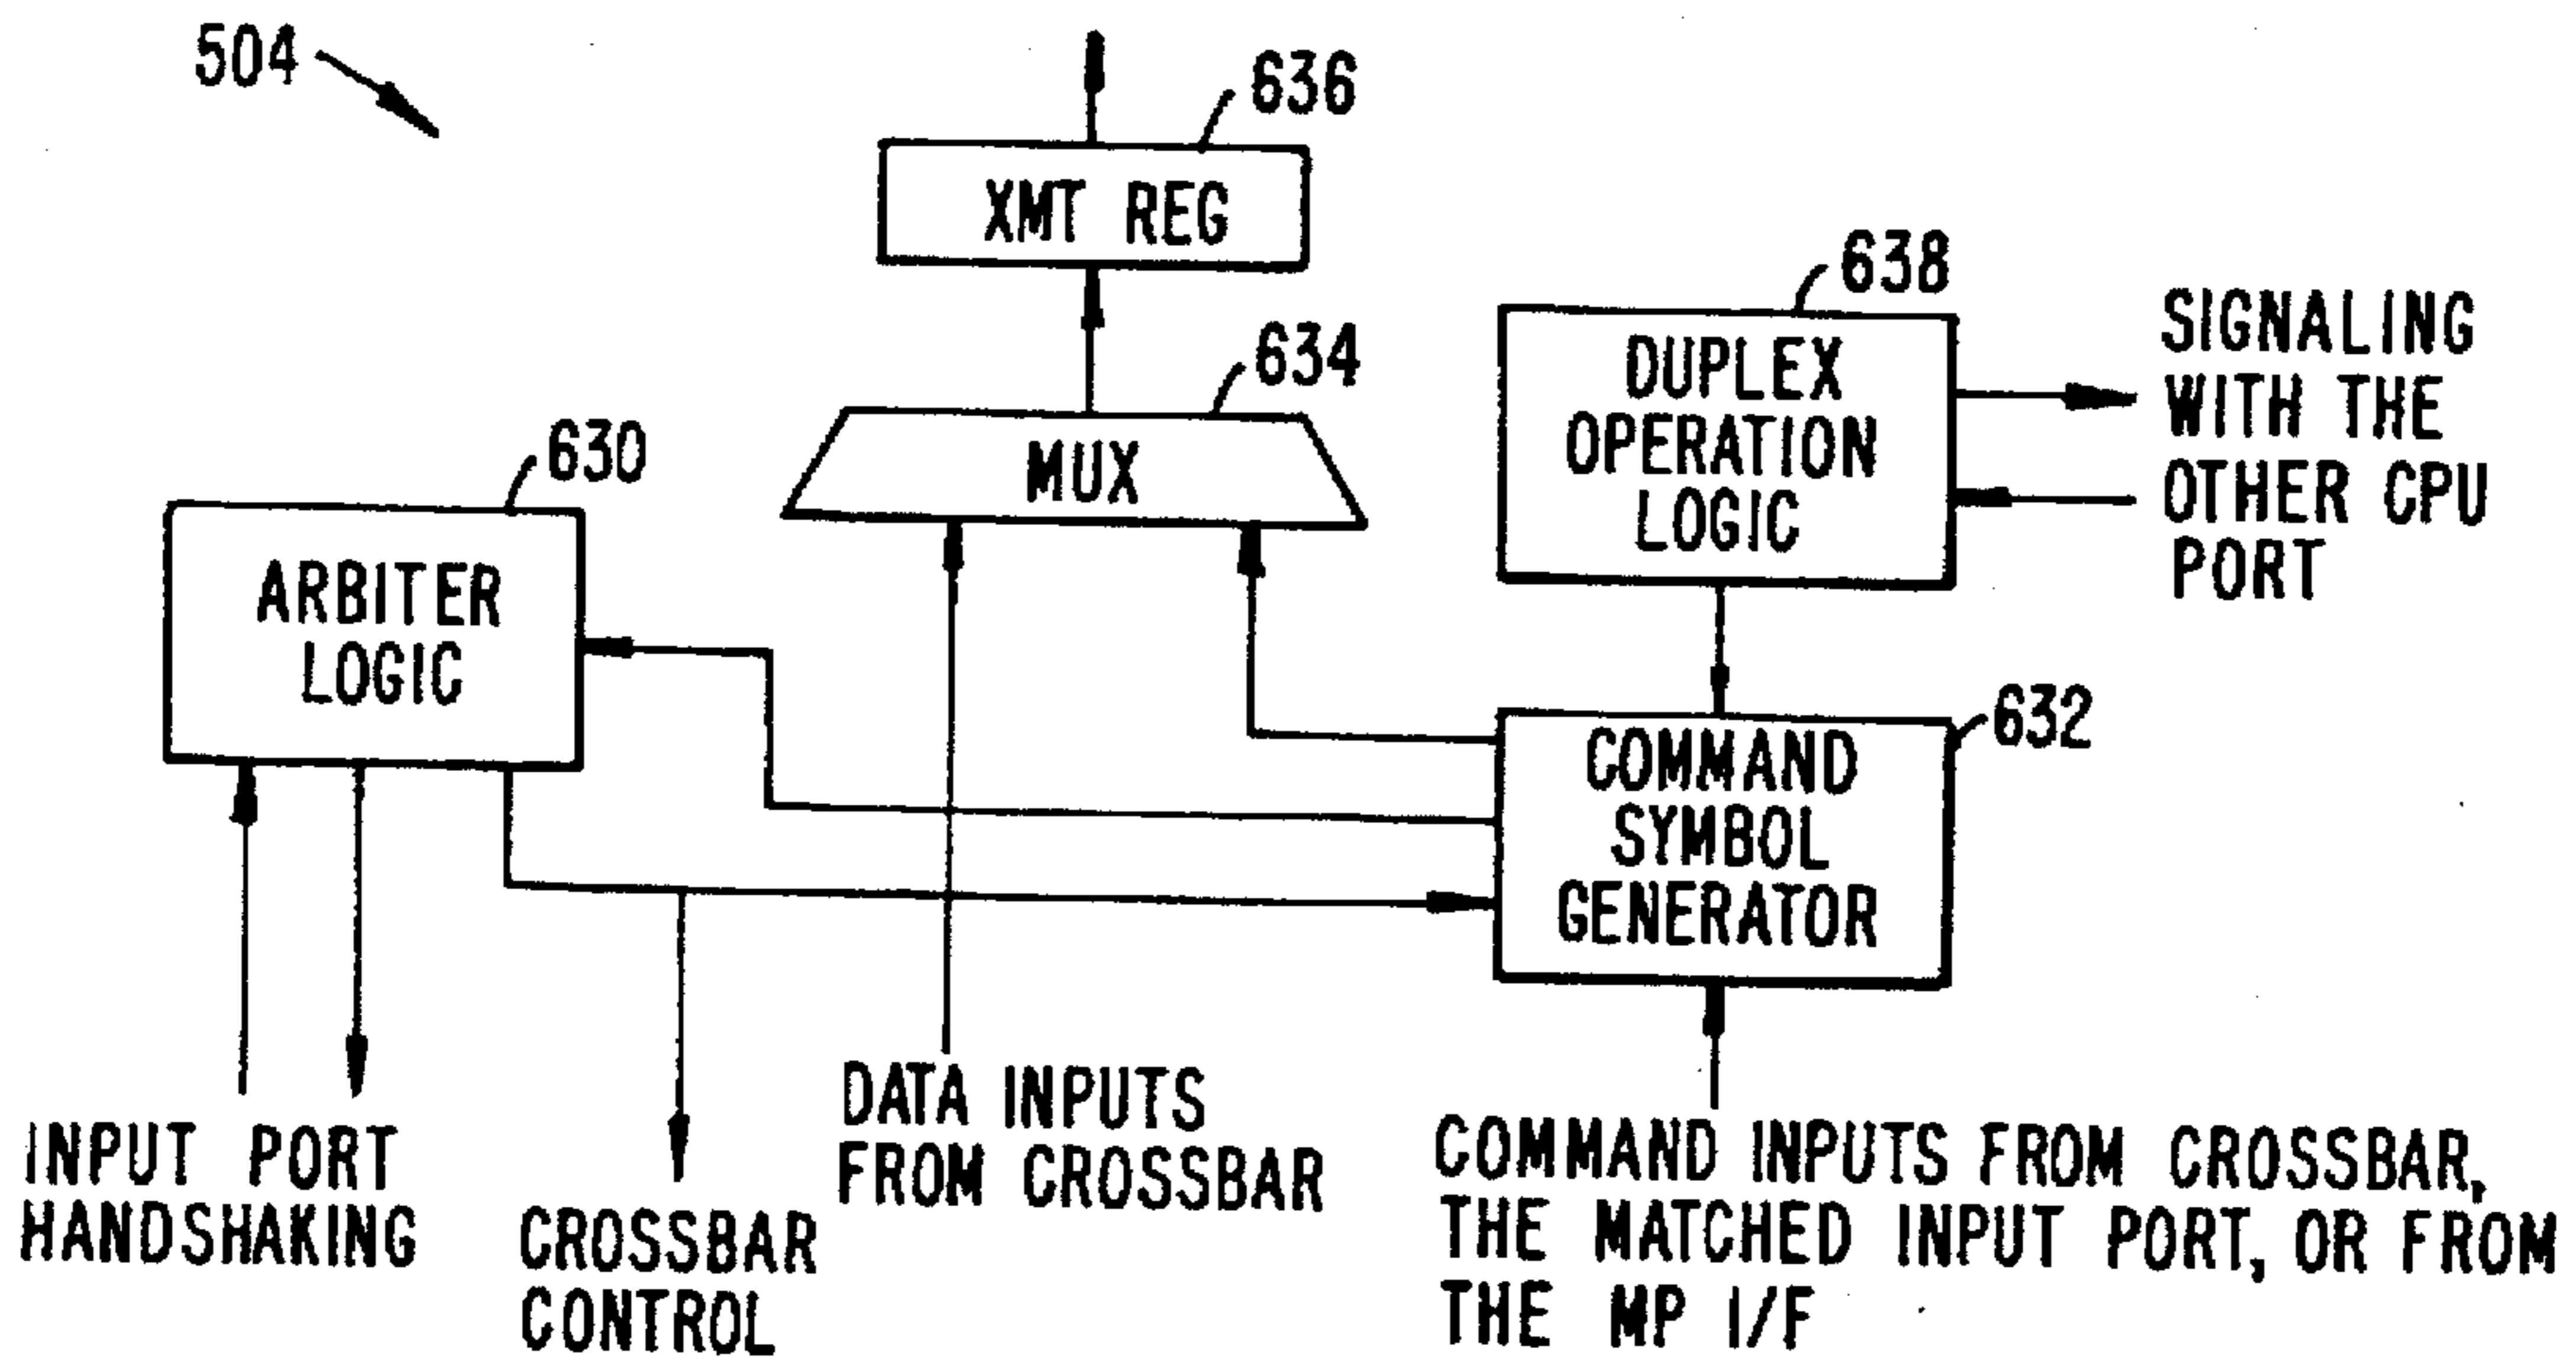 504
636
XMT REG
638
634
MUX
DUPLEX
OPERATION
LOGIC
SIGNALING
WITH THE
OTHER CPU
PORT
630
ARBITER
LOGIC
632
COMMAND
SYMBOL
GENERATOR
INPUT PORT
HANDSHAKING
CROSSBAR
CONTROL
DATA INPUTS
FROM CROSSBAR
COMMAND INPUTS FROM CROSSBAR,
THE MATCHED INPUT PORT, OR FROM
THE MP I/F